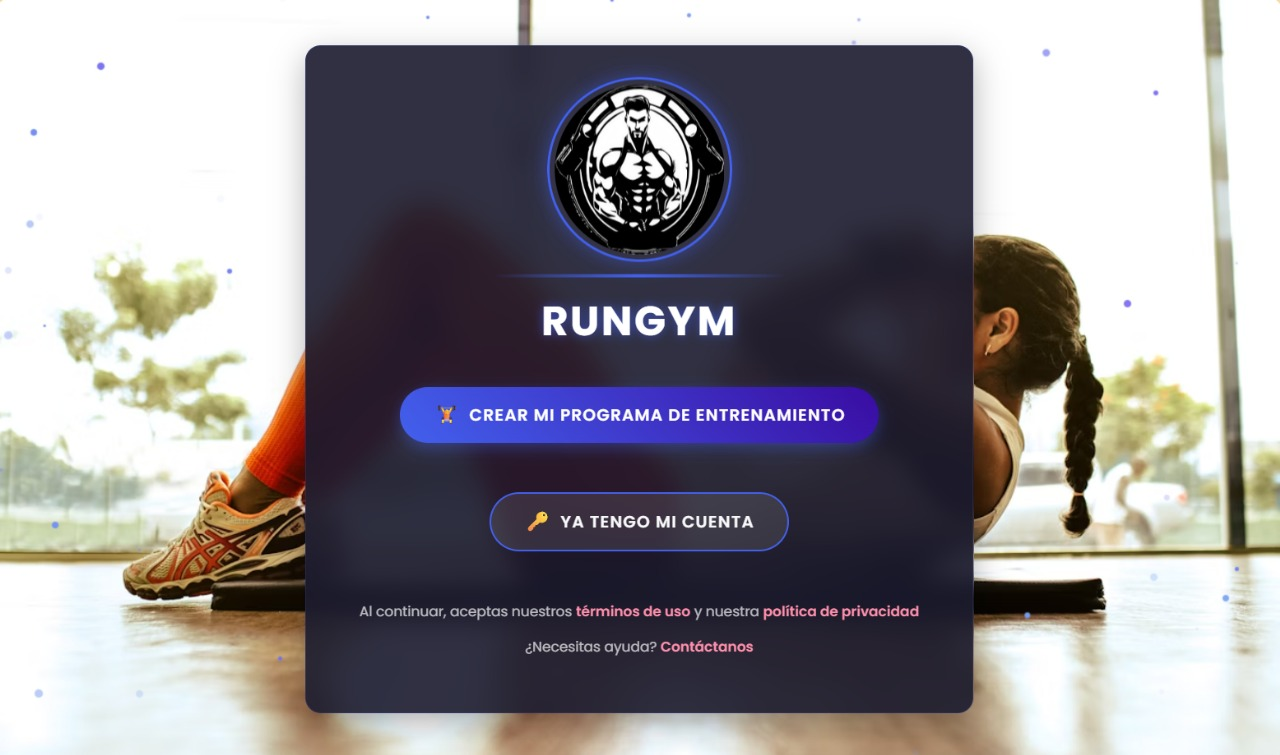 RUNGYM
🏋️ CREAR MI PROGRAMA DE ENTRENAMIENTO
🔑 YA TENGO MI CUENTA
Al continuar, aceptas nuestros términos de uso y nuestra política de privacidad
¿Necesitas ayuda? Contáctanos